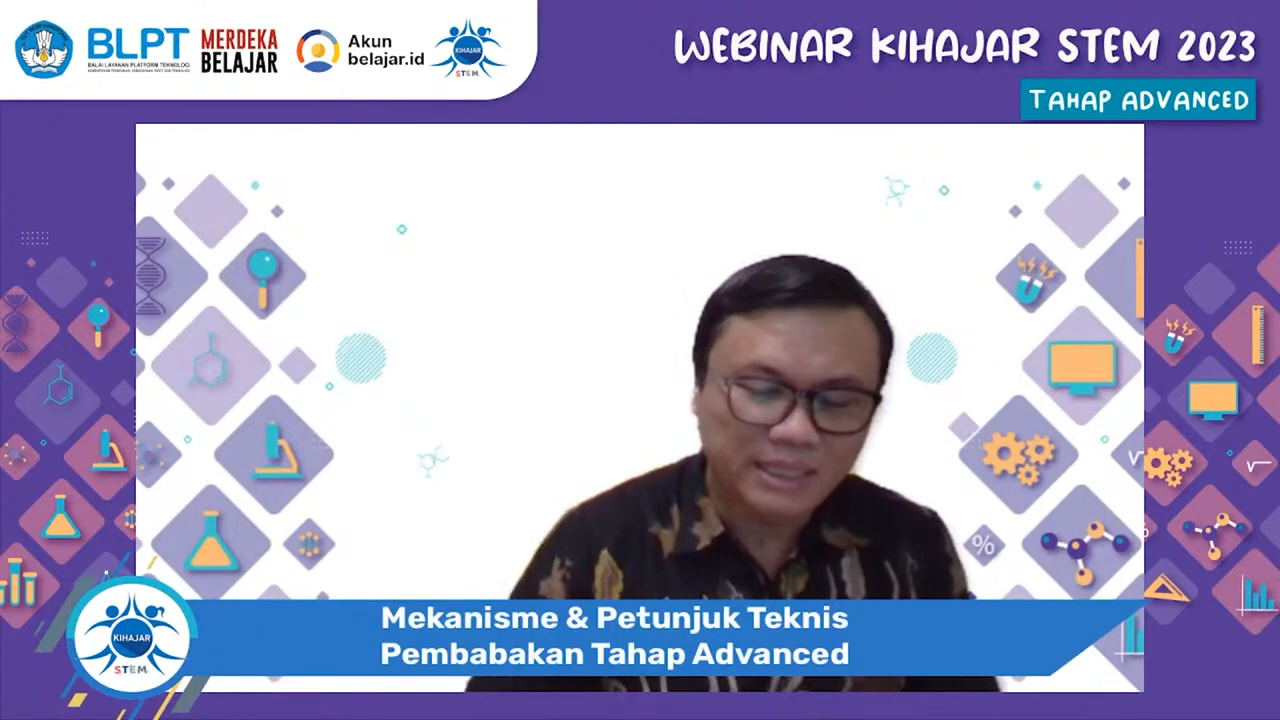 BLPT
BALAI LAYANAN PLATFORM TEKNOLOGI
MERDEKA
BELAJAR
Akun
belajar.id
KIHAJAR
STEM
WEBINAR KIHAJAR STEM 2023
TAHAP ADVANCED
%
Mekanisme & Petunjuk Teknis
Pembabakan Tahap Advanced
KIHAJAR
STEM